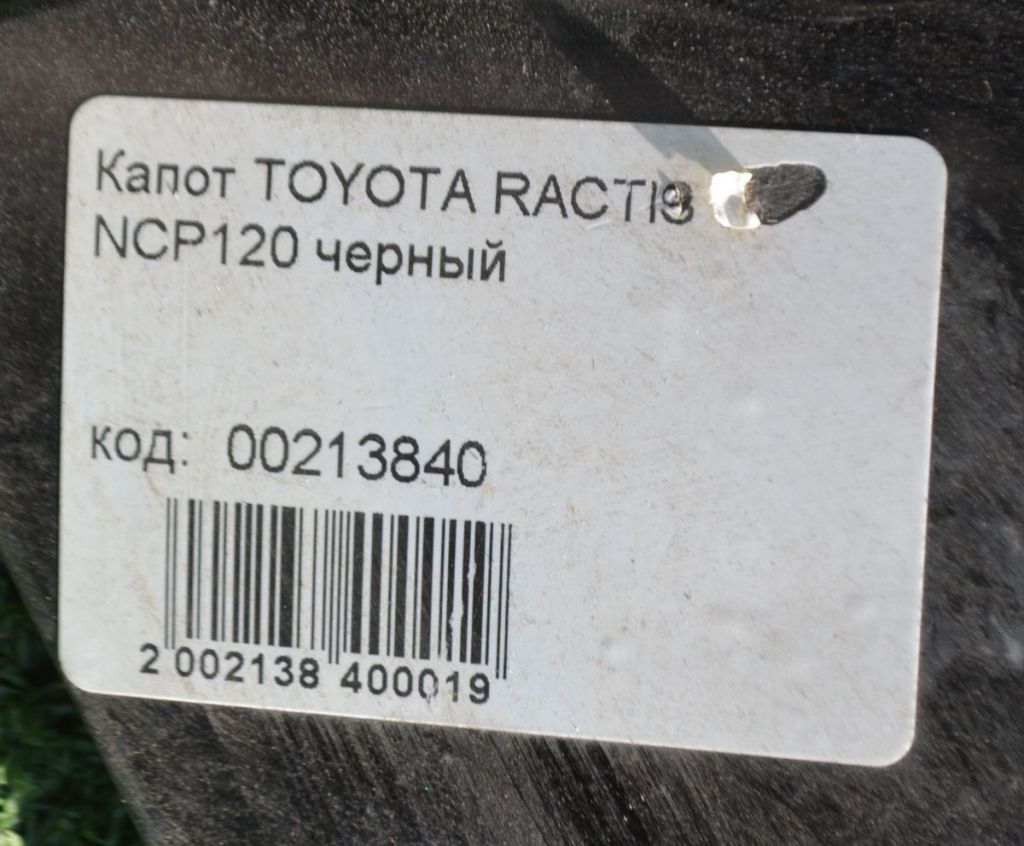 Капот TOYOTA RACTIS
NCP120 черный
код: 00213840
2 002138 400019